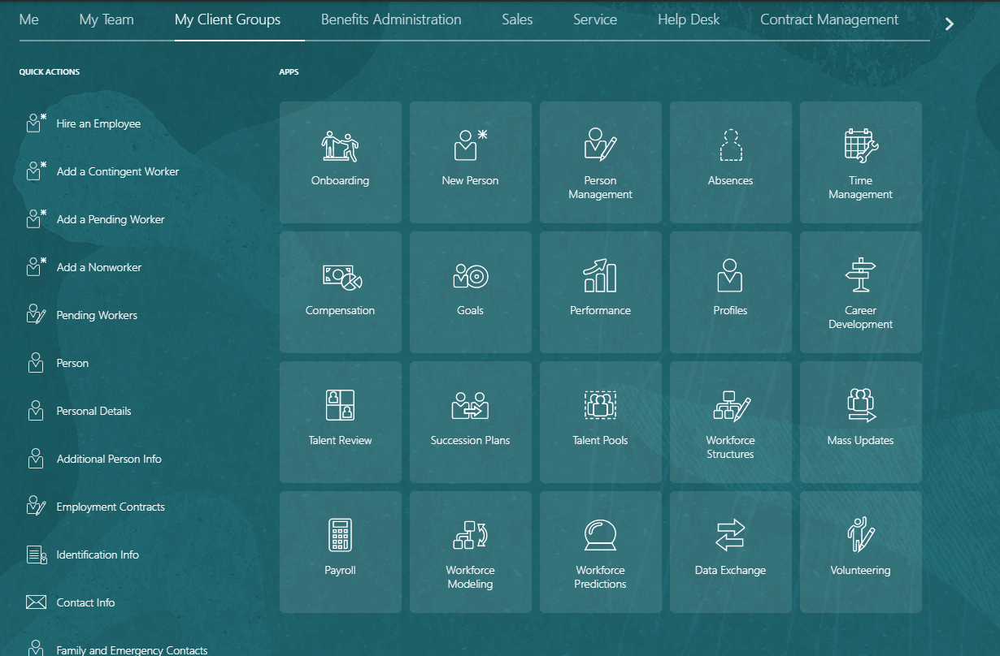 Me My Team My Client Groups Benefits Administration Sales Service Help Desk Contract Management
QUICK ACTIONS
Hire an Employee
Add a Contingent Worker
Add a Pending Worker
Add a Nonworker
Pending Workers
Person
Personal Details
Additional Person Info
Employment Contracts
Identification Info
Contact Info
Family and Emergency Contacts
APPS
Onboarding
New Person
Person
Management
Absences
Time
Management
Compensation
Goals
Performance
Profiles
Career
Development
Talent Review
Succession Plans
Talent Pools
Workforce
Structures
Mass Updates
Payroll
Workforce
Modeling
Workforce
Predictions
Data Exchange
Volunteering